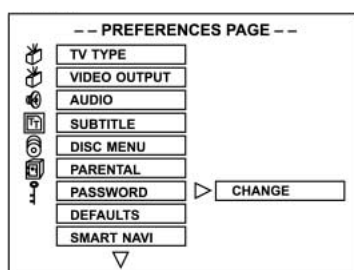 -- PREFERENCES PAGE --
TV TYPE
VIDEO OUTPUT
AUDIO
SUBTITLE
DISC MENU
PARENTAL
PASSWORD
CHANGE
DEFAULTS
SMART NAVI